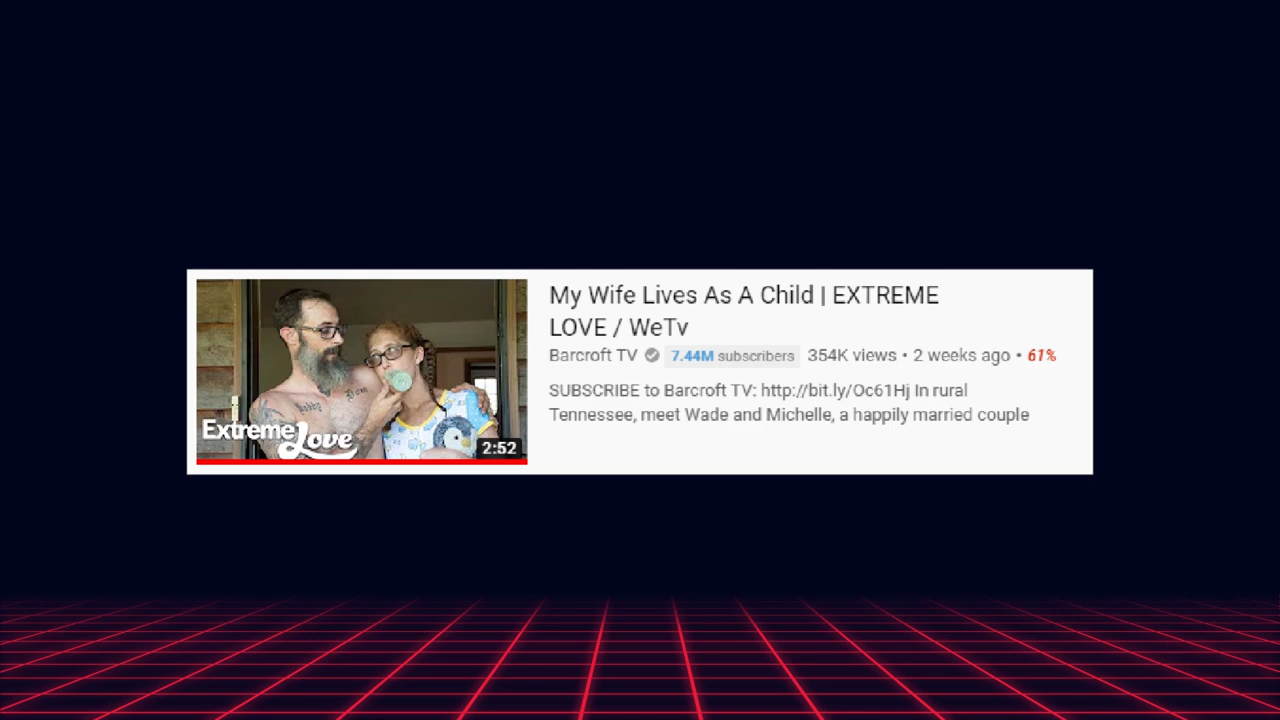 My Wife Lives As A Child | EXTREME
LOVE / WeTv
Barcroft TV 7.44M subscribers 354K views • 2 weeks ago • 61%
SUBSCRIBE to Barcroft TV: http://bit.ly/Oc61Hj In rural
Tennessee, meet Wade and Michelle, a happily married couple
Extreme Love
2:52